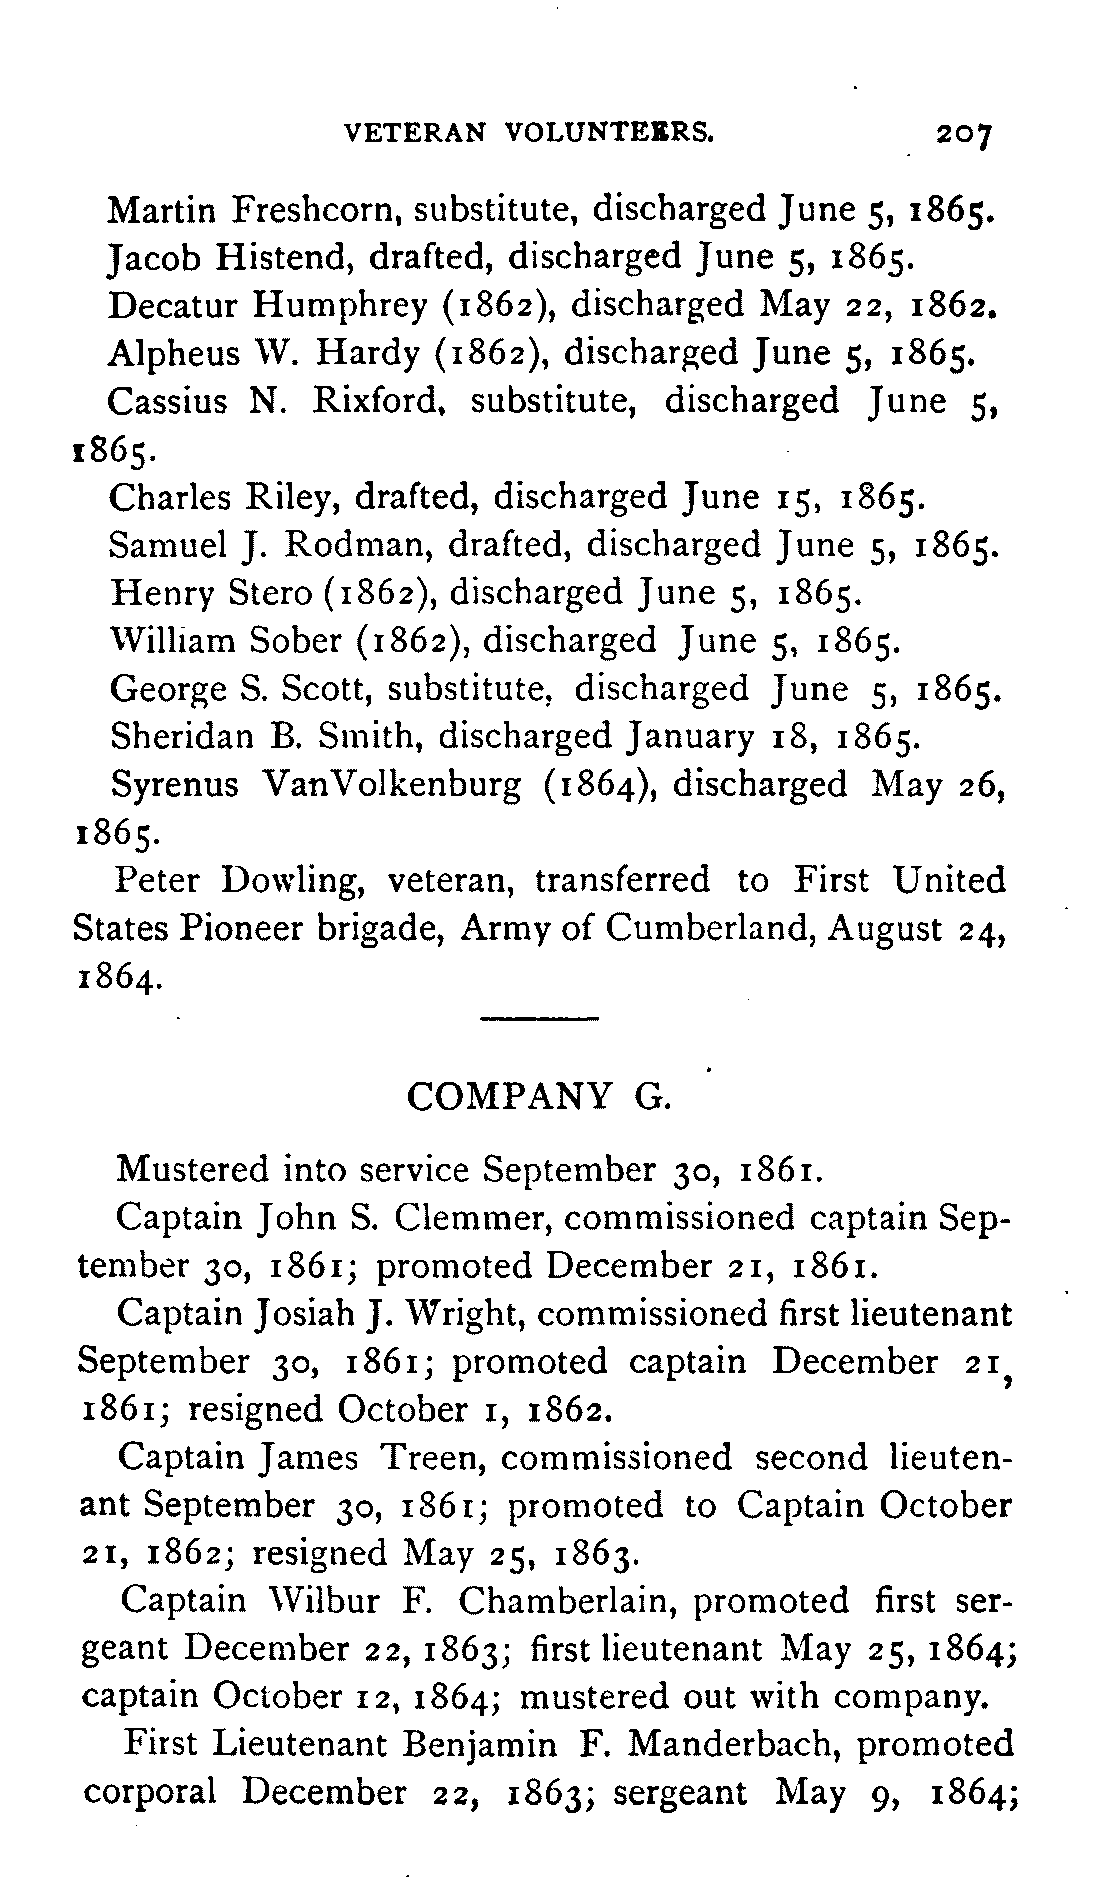 VETERAN VOLUNTEERS. 207
Martin Freshcorn, substitute, discharged June 5, 1865.
Jacob Histend, drafted, discharged June 5, 1865.
Decatur Humphrey (1862), discharged May 22, 1862.
Alpheus W. Hardy (1862), discharged June 5, 1865.
Cassius N. Rixford, substitute, discharged June 5,
1865.
Charles Riley, drafted, discharged June 15, 1865.
Samuel J. Rodman, drafted, discharged June 5, 1865.
Henry Stero (1862), discharged June 5, 1865.
William Sober (1862), discharged June 5, 1865.
George S. Scott, substitute, discharged June 5, 1865.
Sheridan B. Smith, discharged January 18, 1865.
Syrenus VanVolkenburg (1864), discharged May 26,
1865.
Peter Dowling, veteran, transferred to First United
States Pioneer brigade, Army of Cumberland, August 24,
1864.
COMPANY G.
Mustered into service September 30, 1861.
Captain John S. Clemmer, commissioned captain Sep-
tember 30, 1861; promoted December 21, 1861.
Captain Josiah J. Wright, commissioned first lieutenant
September 30, 1861; promoted captain December 21,
1861; resigned October 1, 1862.
Captain James Treen, commissioned second lieuten-
ant September 30, 1861; promoted to Captain October
21, 1862; resigned May 25, 1863.
Captain Wilbur F. Chamberlain, promoted first ser-
geant December 22, 1863; first lieutenant May 25, 1864;
captain October 12, 1864; mustered out with company.
First Lieutenant Benjamin F. Manderbach, promoted
corporal December 22, 1863; sergeant May 9, 1864;